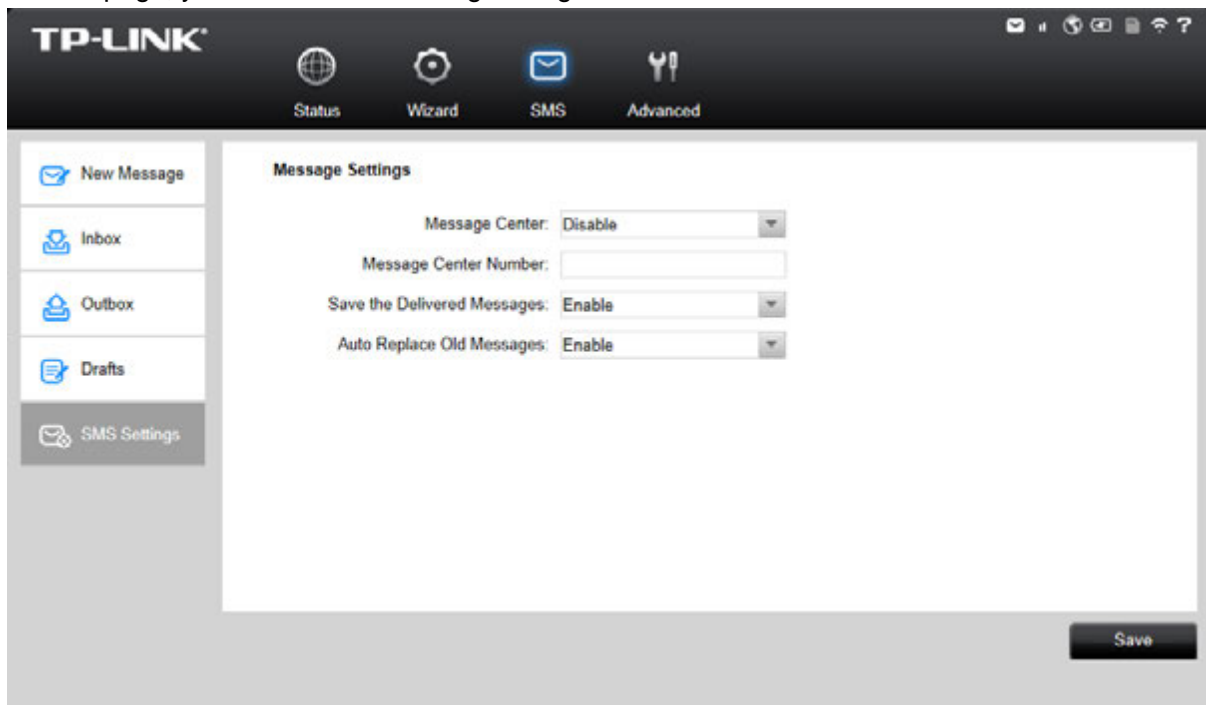 TP-LINK
?
Status Wizard SMS Advanced
New Message
Inbox
Outbox
Drafts
SMS Settings
Message Settings
Message Center: Disable
Message Center Number:
Save the Delivered Messages: Enable
Auto Replace Old Messages: Enable
Save